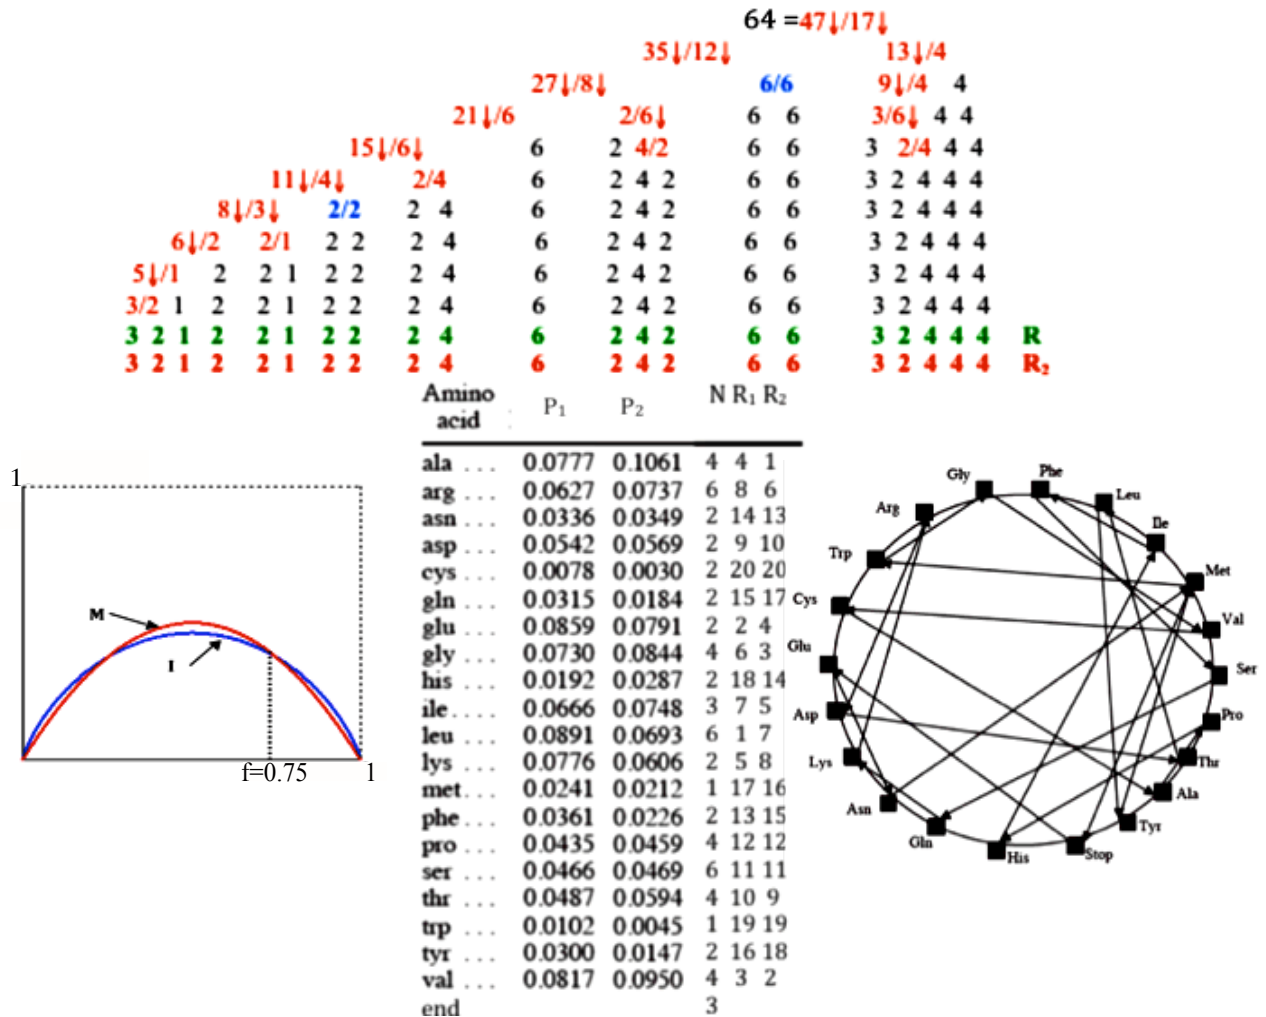 64 =47↓/17↓
35↓/12↓ 13↓/4
27↓/8↓ 6/6 9↓/4 4
21↓/6 2/6↓ 6 6 3/6↓ 4 4
15↓/6↓ 6 2 4/2 6 6 3 2/4 4 4
11↓/4↓ 2/4 6 2 4 2 6 6 3 2 4 4 4
8↓/3↓ 2/2 2 4 6 2 4 2 6 6 3 2 4 4 4
6↓/2 2/1 2 2 2 4 6 2 4 2 6 6 3 2 4 4 4
5↓/1 2 2 1 2 2 2 4 6 2 4 2 6 6 3 2 4 4 4
3/2 1 2 2 1 2 2 2 4 6 2 4 2 6 6 3 2 4 4 4
3 2 1 2 2 1 2 2 2 4 6 2 4 2 6 6 3 2 4 4 4 R
3 2 1 2 2 1 2 2 2 4 6 2 4 2 6 6 3 2 4 4 4 R₂
Amino acid P₁ P₂ N R₁ R₂
ala ... 0.0777 0.1061 4 4 1
arg ... 0.0627 0.0737 6 8 6
asn ... 0.0336 0.0349 2 14 13
asp ... 0.0542 0.0569 2 9 10
cys ... 0.0078 0.0030 2 20 20
gln ... 0.0315 0.0184 2 15 17
glu ... 0.0859 0.0791 2 2 4
gly ... 0.0730 0.0844 4 6 3
his ... 0.0192 0.0287 2 18 14
ile .... 0.0666 0.0748 3 7 5
leu ... 0.0891 0.0693 6 1 7
lys ... 0.0776 0.0606 2 5 8
met... 0.0241 0.0212 1 17 16
phe ... 0.0361 0.0226 2 13 15
pro ... 0.0435 0.0459 4 12 12
ser ... 0.0466 0.0469 6 11 11
thr ... 0.0487 0.0594 4 10 9
trp ... 0.0102 0.0045 1 19 19
tyr ... 0.0300 0.0147 2 16 18
val ... 0.0817 0.0950 4 3 2
end 3
1
M
I
f=0.75 1
Gly
Phe
Leu
Ile
Met
Val
Ser
Pro
Thr
Ala
Tyr
Stop
His
Gln
Asn
Lys
Asp
Glu
Cys
Trp
Arg